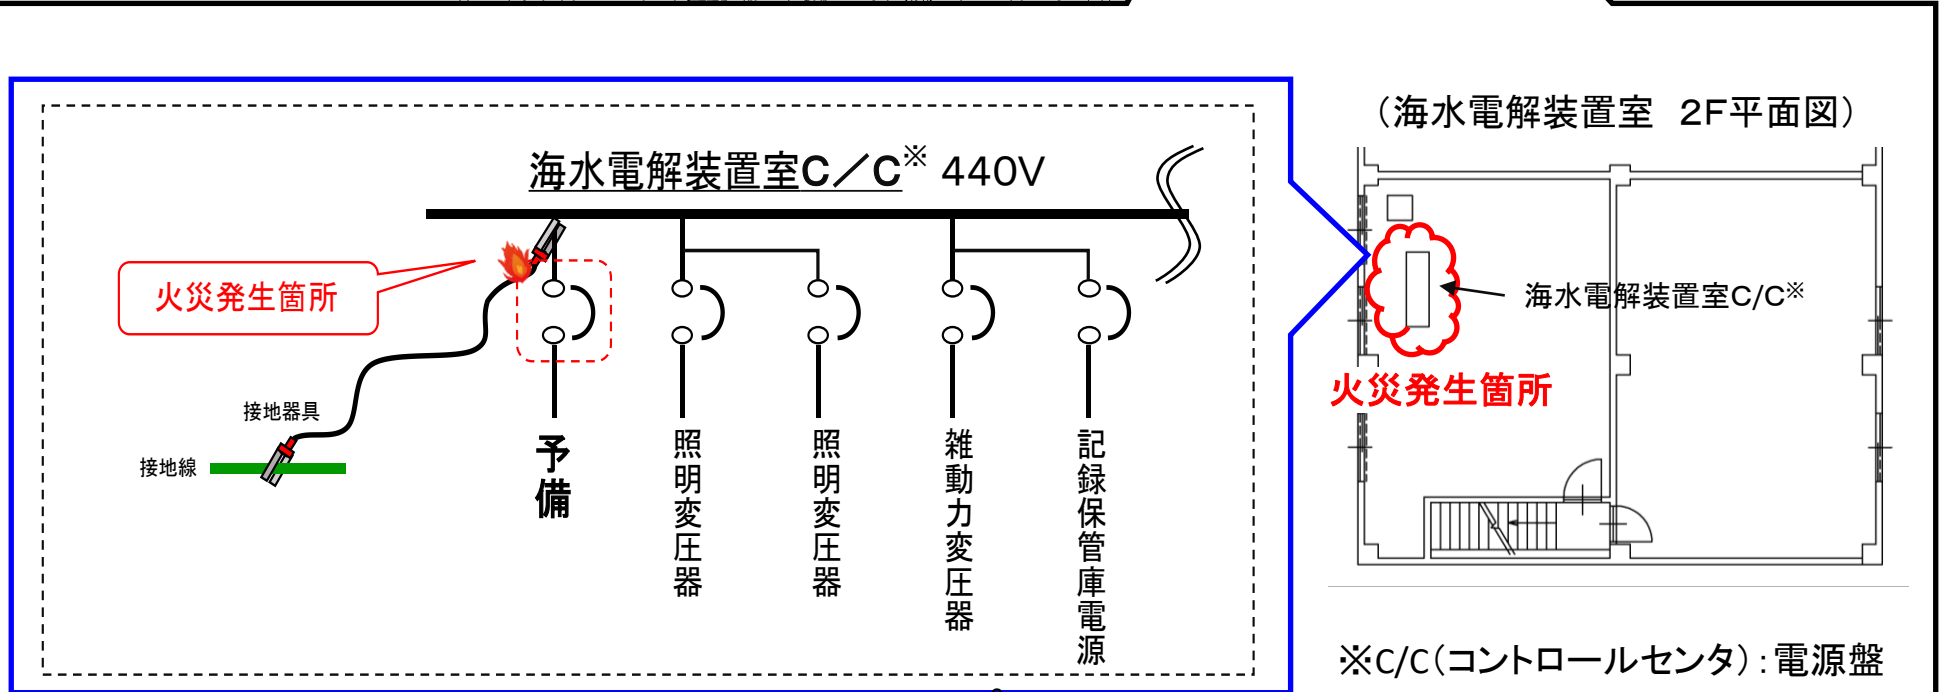 （海水電解装置室　2F平面図）
海水電解装置室C／C※ 440V
火災発生箇所
海水電解装置室C/C※
火災発生箇所
接地器具
接地線
予備
照明変圧器
照明変圧器
雑動力変圧器
記録保管庫電源
※C/C（コントロールセンタ）：電源盤